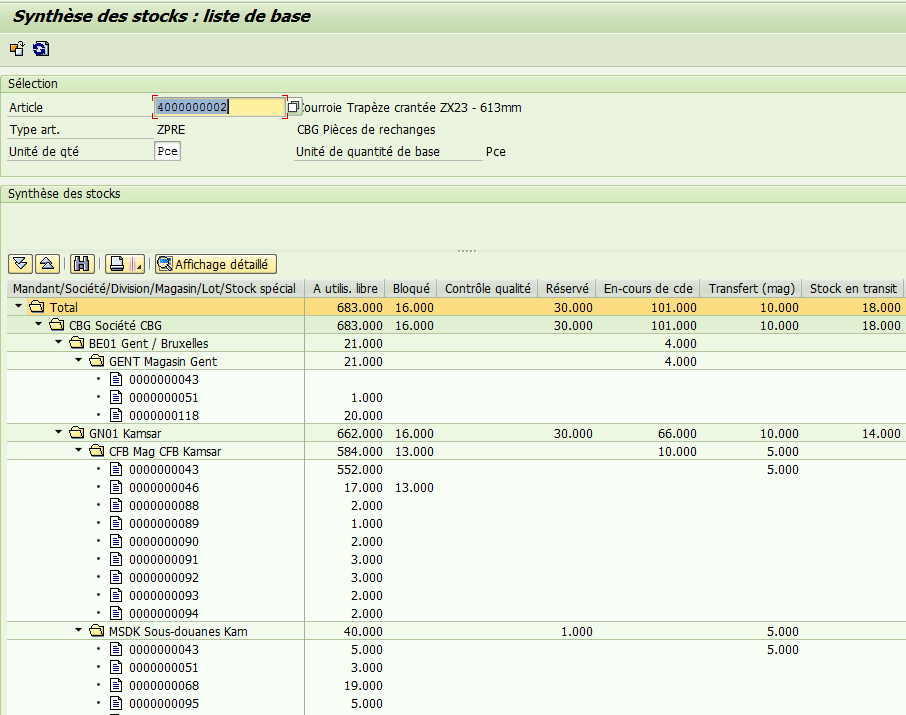 Synthèse des stocks : liste de base
Sélection
Article 4000000002 ourroie Trapèze crantée ZX23 - 613mm
Type art. ZPRE CBG Pièces de rechanges
Unité de qté Pce Unité de quantité de base Pce
Synthèse des stocks
Affichage détaillé
Mandant/Société/Division/Magasin/Lot/Stock spécial A utilis. libre Bloqué Contrôle qualité Réservé En-cours de cde Transfert (mag) Stock en transit
Total 683.000 16.000 30.000 101.000 10.000 18.000
CBG Société CBG 683.000 16.000 30.000 101.000 10.000 18.000
BE01 Gent / Bruxelles 21.000 4.000
GENT Magasin Gent 21.000 4.000
0000000043
0000000051 1.000
0000000118 20.000
GN01 Kamsar 662.000 16.000 30.000 66.000 10.000 14.000
CFB Mag CFB Kamsar 584.000 13.000 10.000 5.000
0000000043 552.000 5.000
0000000046 17.000 13.000
0000000088 2.000
0000000089 1.000
0000000090 2.000
0000000091 3.000
0000000092 3.000
0000000093 2.000
0000000094 2.000
MSDK Sous-douanes Kam 40.000 1.000 5.000
0000000043 5.000 5.000
0000000051 3.000
0000000068 19.000
0000000095 5.000